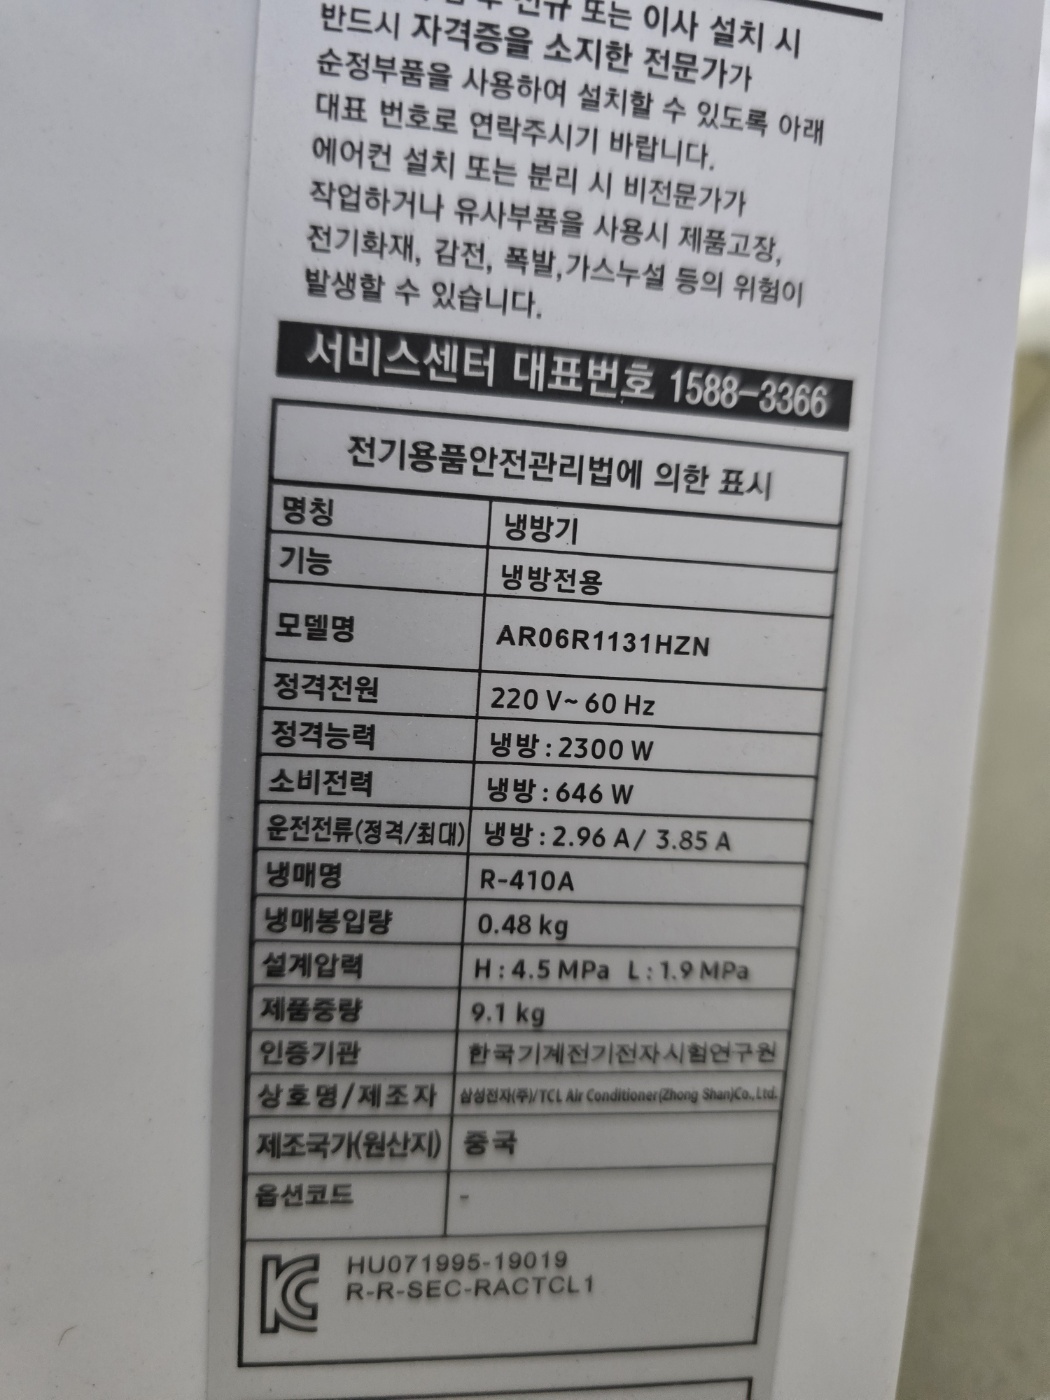 신규 또는 이사 설치 시
반드시 자격증을 소지한 전문가가
순정부품을 사용하여 설치할 수 있도록 아래
대표 번호로 연락주시기 바랍니다.
에어컨 설치 또는 분리 시 비전문가가
작업하거나 유사부품을 사용시 제품고장,
전기화재, 감전, 폭발,가스누설 등의 위험이
발생할 수 있습니다.
서비스센터 대표번호 1588-3366
전기용품안전관리법에 의한 표시
명칭 냉방기
기능 냉방전용
모델명 AR06R1131HZN
정격전원 220 V~ 60 Hz
정격능력 냉방 : 2300 W
소비전력 냉방 : 646 W
운전전류(정격/최대) 냉방 : 2.96 A/ 3.85 A
냉매명 R-410A
냉매봉입량 0.48 kg
설계압력 H : 4.5 MPa L : 1.9 MPa
제품중량 9.1 kg
인증기관 한국기계전기전자시험연구원
상호명/제조자 삼성전자(주)/TCL Air Conditioner(Zhong Shan)Co., Ltd.
제조국가(원산지) 중국
옵션코드 -
HU071995-19019
R-R-SEC-RACTCL1